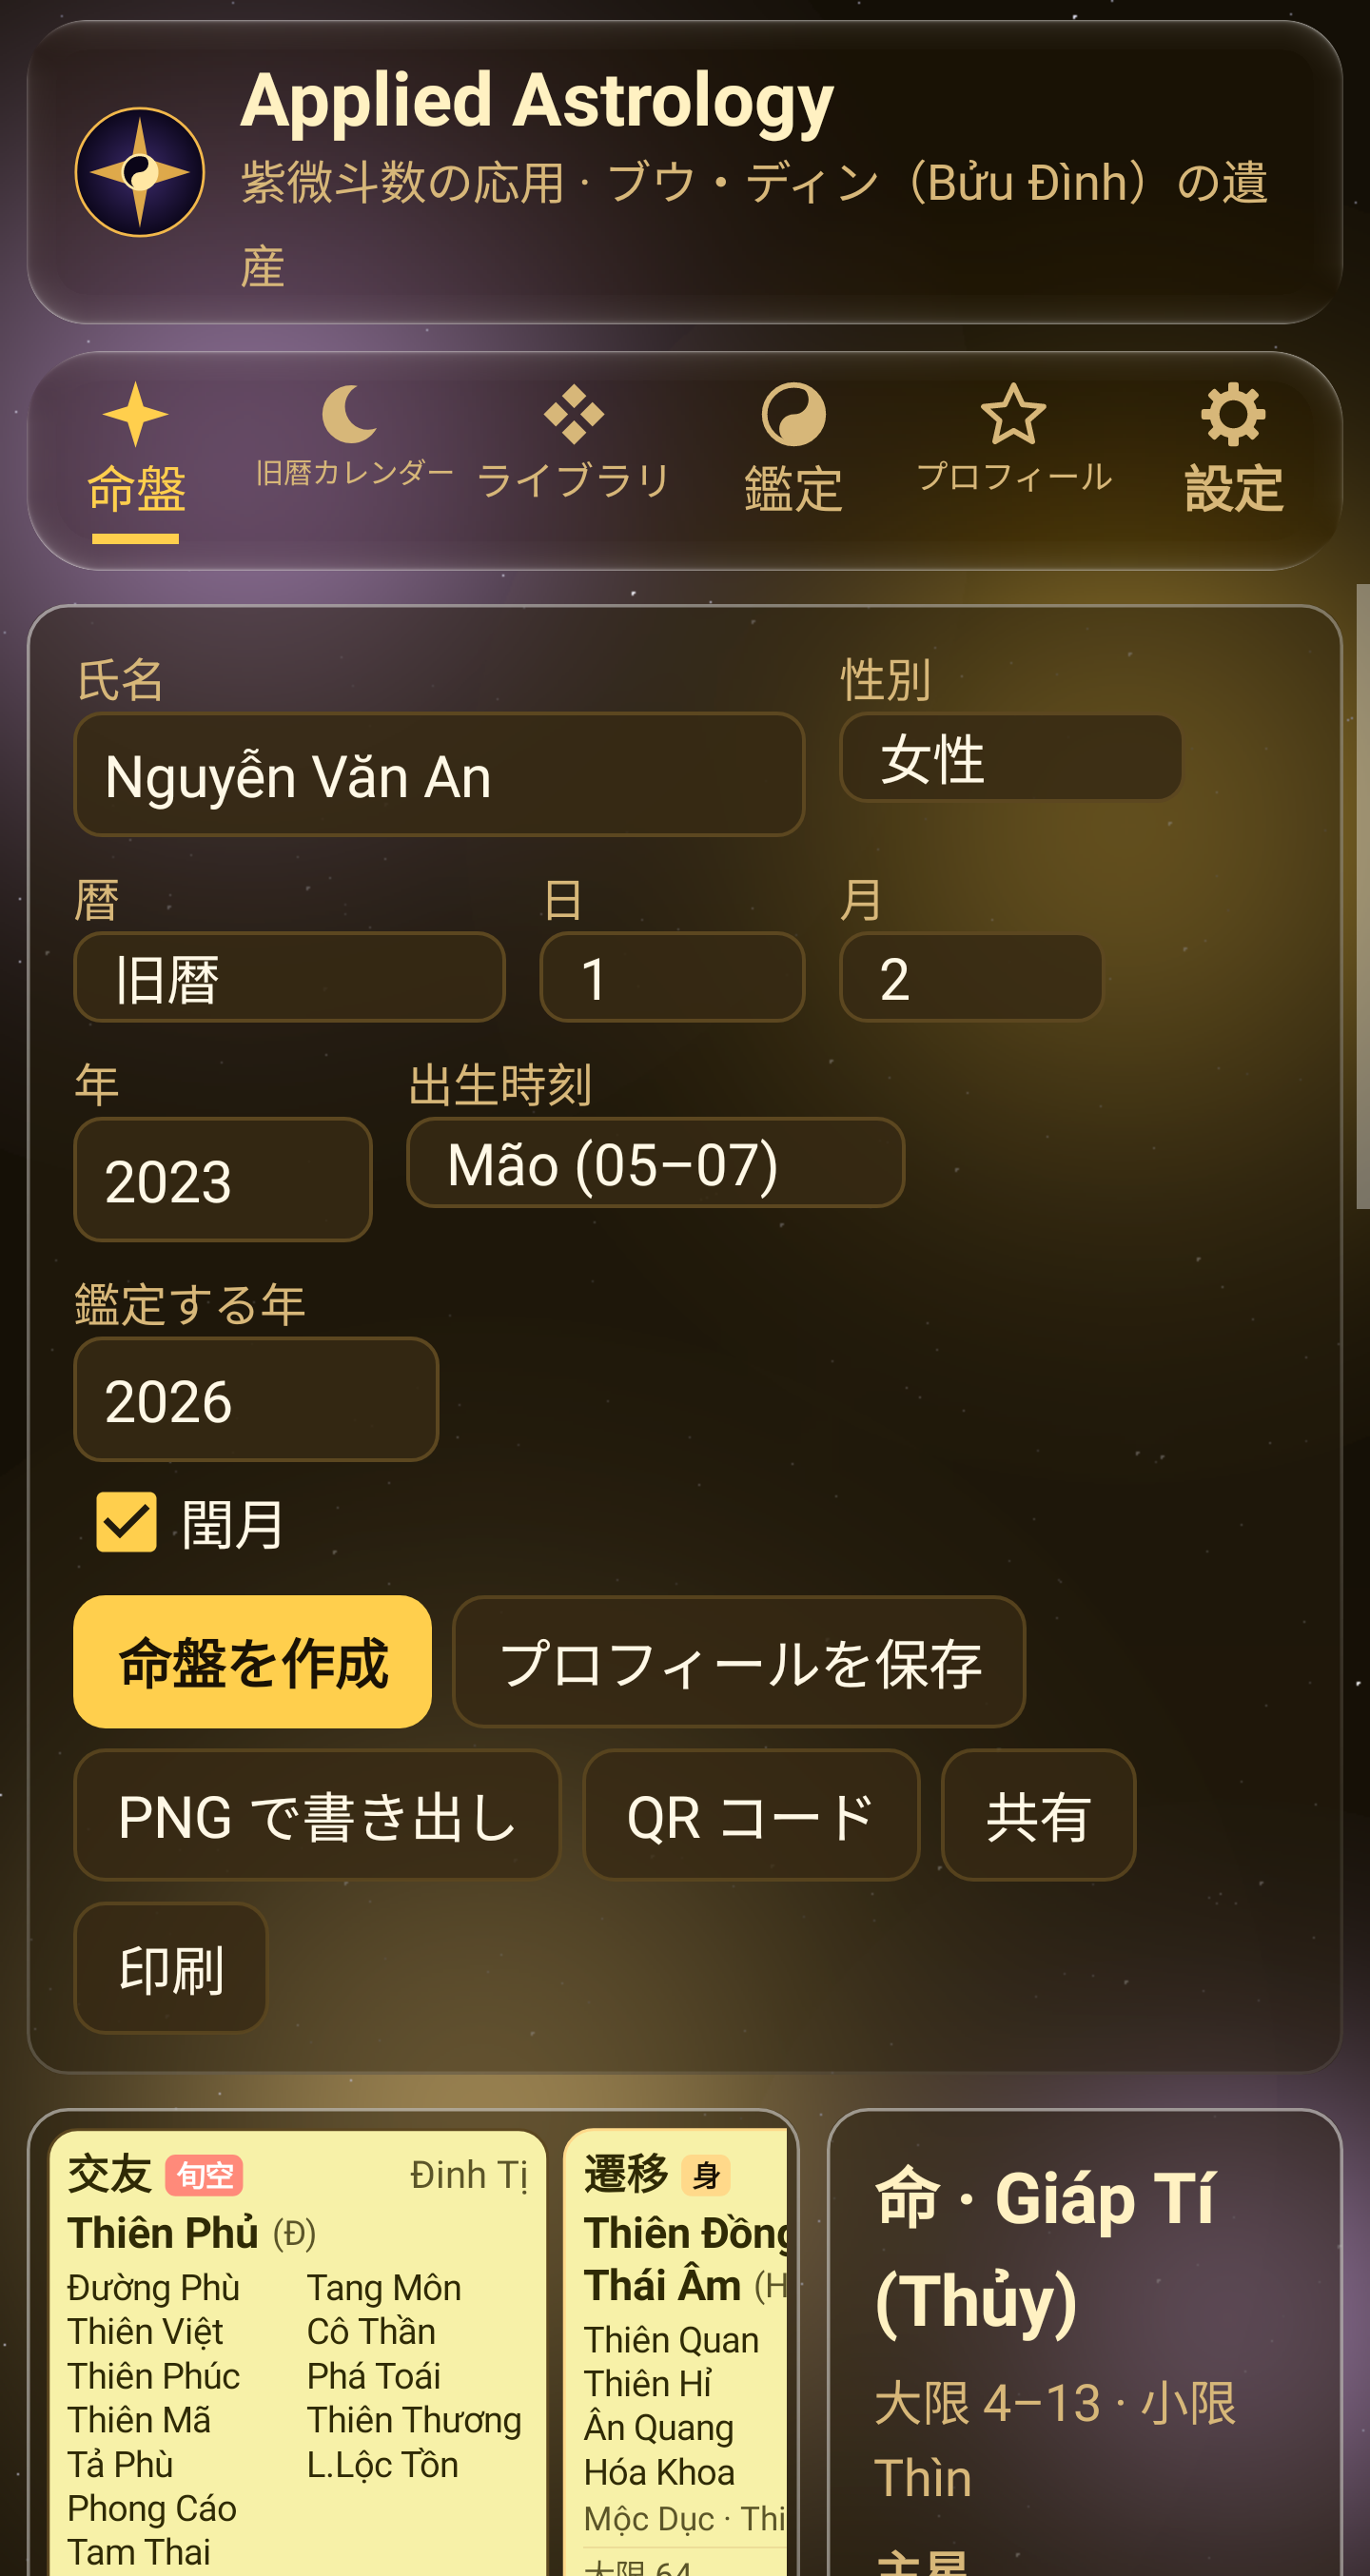 Applied Astrology
紫微斗数の応用 · ブウ・ディン（Bửu Đình）の遺
産
命盤
旧暦カレンダー
ライブラリ
鑑定
プロフィール
設定
氏名
性別
Nguyễn Văn An
女性
暦
日
月
旧暦
1
2
年
出生時刻
2023
Mão (05–07)
鑑定する年
2026
閏月
命盤を作成
プロフィールを保存
PNG で書き出し
QR コード
共有
印刷
交友 旬空 Đinh Tị
Thiên Phủ (Đ)
Đường Phù Tang Môn
Thiên Việt Cô Thần
Thiên Phúc Phá Toái
Thiên Mã Thiên Thương
Tả Phù L.Lộc Tồn
Phong Cáo
Tam Thai
遷移 身
Thiên Đồng
Thái Âm (H
Thiên Quan
Thiên Hỉ
Ân Quang
Hóa Khoa
Mộc Dục · Thi
大限 64
命 · Giáp Tí
(Thủy)
大限 4–13 · 小限
Thìn
主星